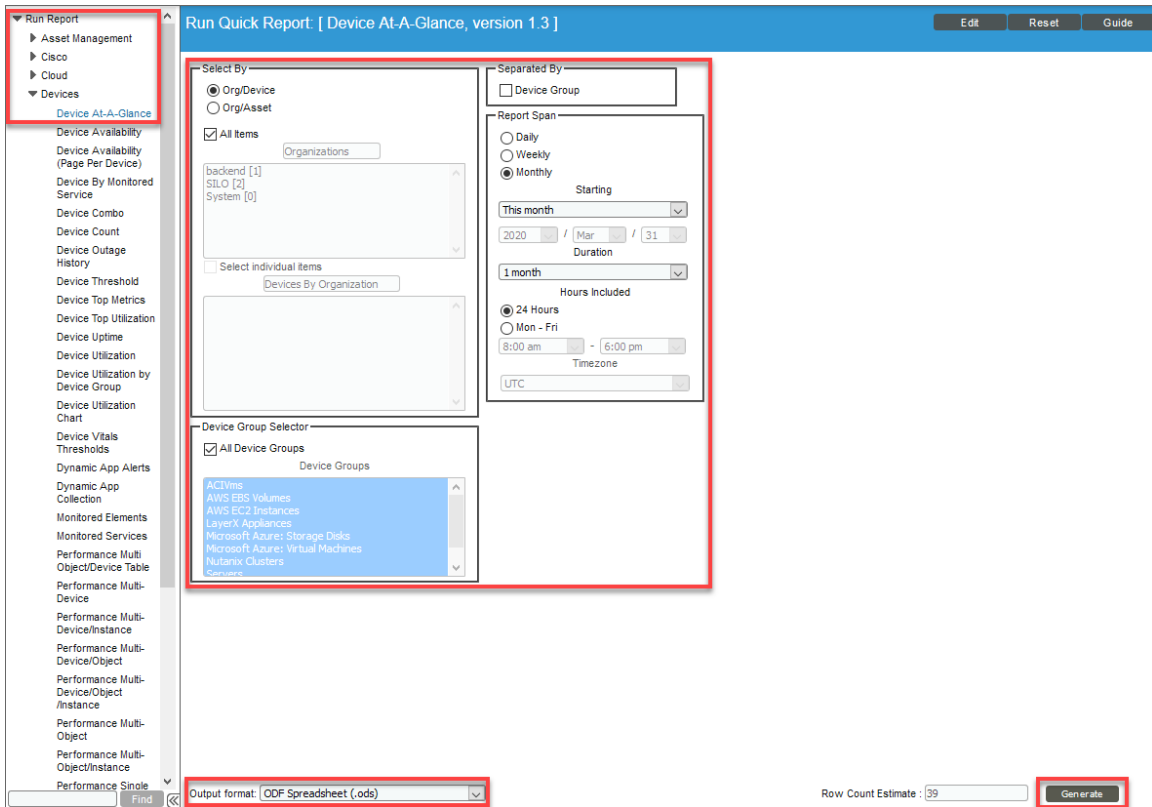 Run Report
Asset Management
Cisco
Cloud
Devices
Device At-A-Glance
Device Availability
Device Availability
(Page Per Device)
Device By Monitored
Service
Device Combo
Device Count
Device Outage
History
Device Threshold
Device Top Metrics
Device Top Utilization
Device Uptime
Device Utilization
Device Utilization by
Device Group
Device Utilization
Chart
Device Vitals
Thresholds
Dynamic App Alerts
Dynamic App
Collection
Monitored Elements
Monitored Services
Performance Multi
Object/Device Table
Performance Multi-
Device
Performance Multi-
Device/Instance
Performance Multi-
Device/Object
Performance Multi-
Device/Object
/Instance
Performance Multi-
Object
Performance Multi-
Object/Instance
Performance Single
Find
Run Quick Report: [ Device At-A-Glance, version 1.3 ]
Edit
Reset
Guide
Select By
Org/Device
Org/Asset
All Items
Organizations
backend [1]
SILO [2]
System [0]
Select individual items
Devices By Organization
Device Group Selector
All Device Groups
Device Groups
ACIVms
AWS EBS Volumes
AWS EC2 Instances
LayerX Appliances
Microsoft Azure: Storage Disks
Microsoft Azure: Virtual Machines
Nutanix Clusters
Servers
Separated By
Device Group
Report Span
Daily
Weekly
Monthly
Starting
This month
2020 / Mar / 31
Duration
1 month
Hours Included
24 Hours
Mon - Fri
8:00 am - 6:00 pm
Timezone
UTC
Output format: ODF Spreadsheet (.ods)
Row Count Estimate : 39
Generate